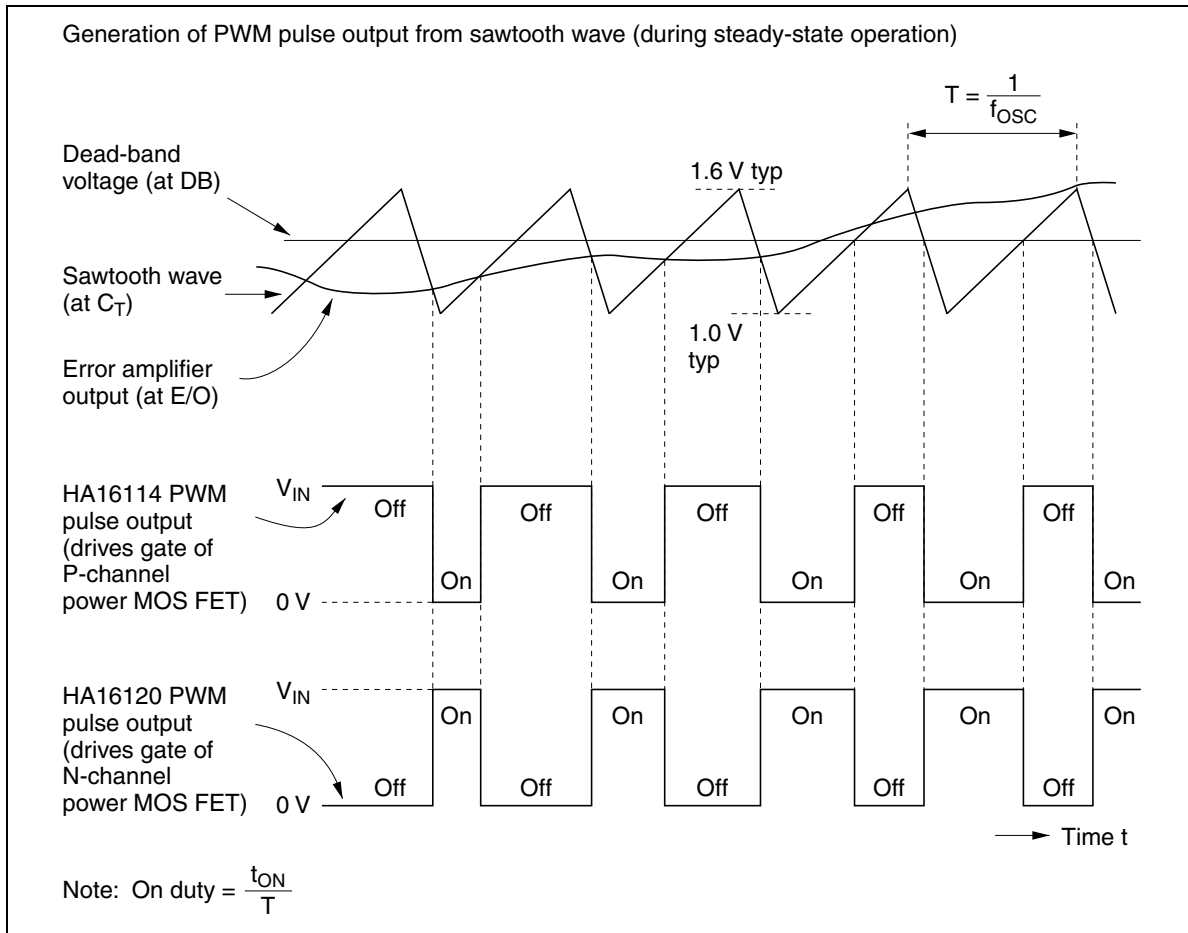 Generation of PWM pulse output from sawtooth wave (during steady-state operation)
T = 1
fOSC
Dead-band
voltage (at DB)
1.6 V typ
Sawtooth wave
(at CT)
1.0 V
typ
Error amplifier
output (at E/O)
HA16114 PWM
pulse output
(drives gate of
P-channel
power MOS FET)
VIN
Off Off Off Off Off
On On On On On
0 V
HA16120 PWM
pulse output
(drives gate of
N-channel
power MOS FET)
VIN
On On On On On
Off Off Off Off Off
0 V
Time t
Note: On duty = tON
T